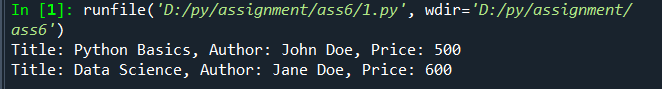 In [1]: runfile('D:/py/assignment/ass6/1.py', wdir='D:/py/assignment/
ass6')
Title: Python Basics, Author: John Doe, Price: 500
Title: Data Science, Author: Jane Doe, Price: 600